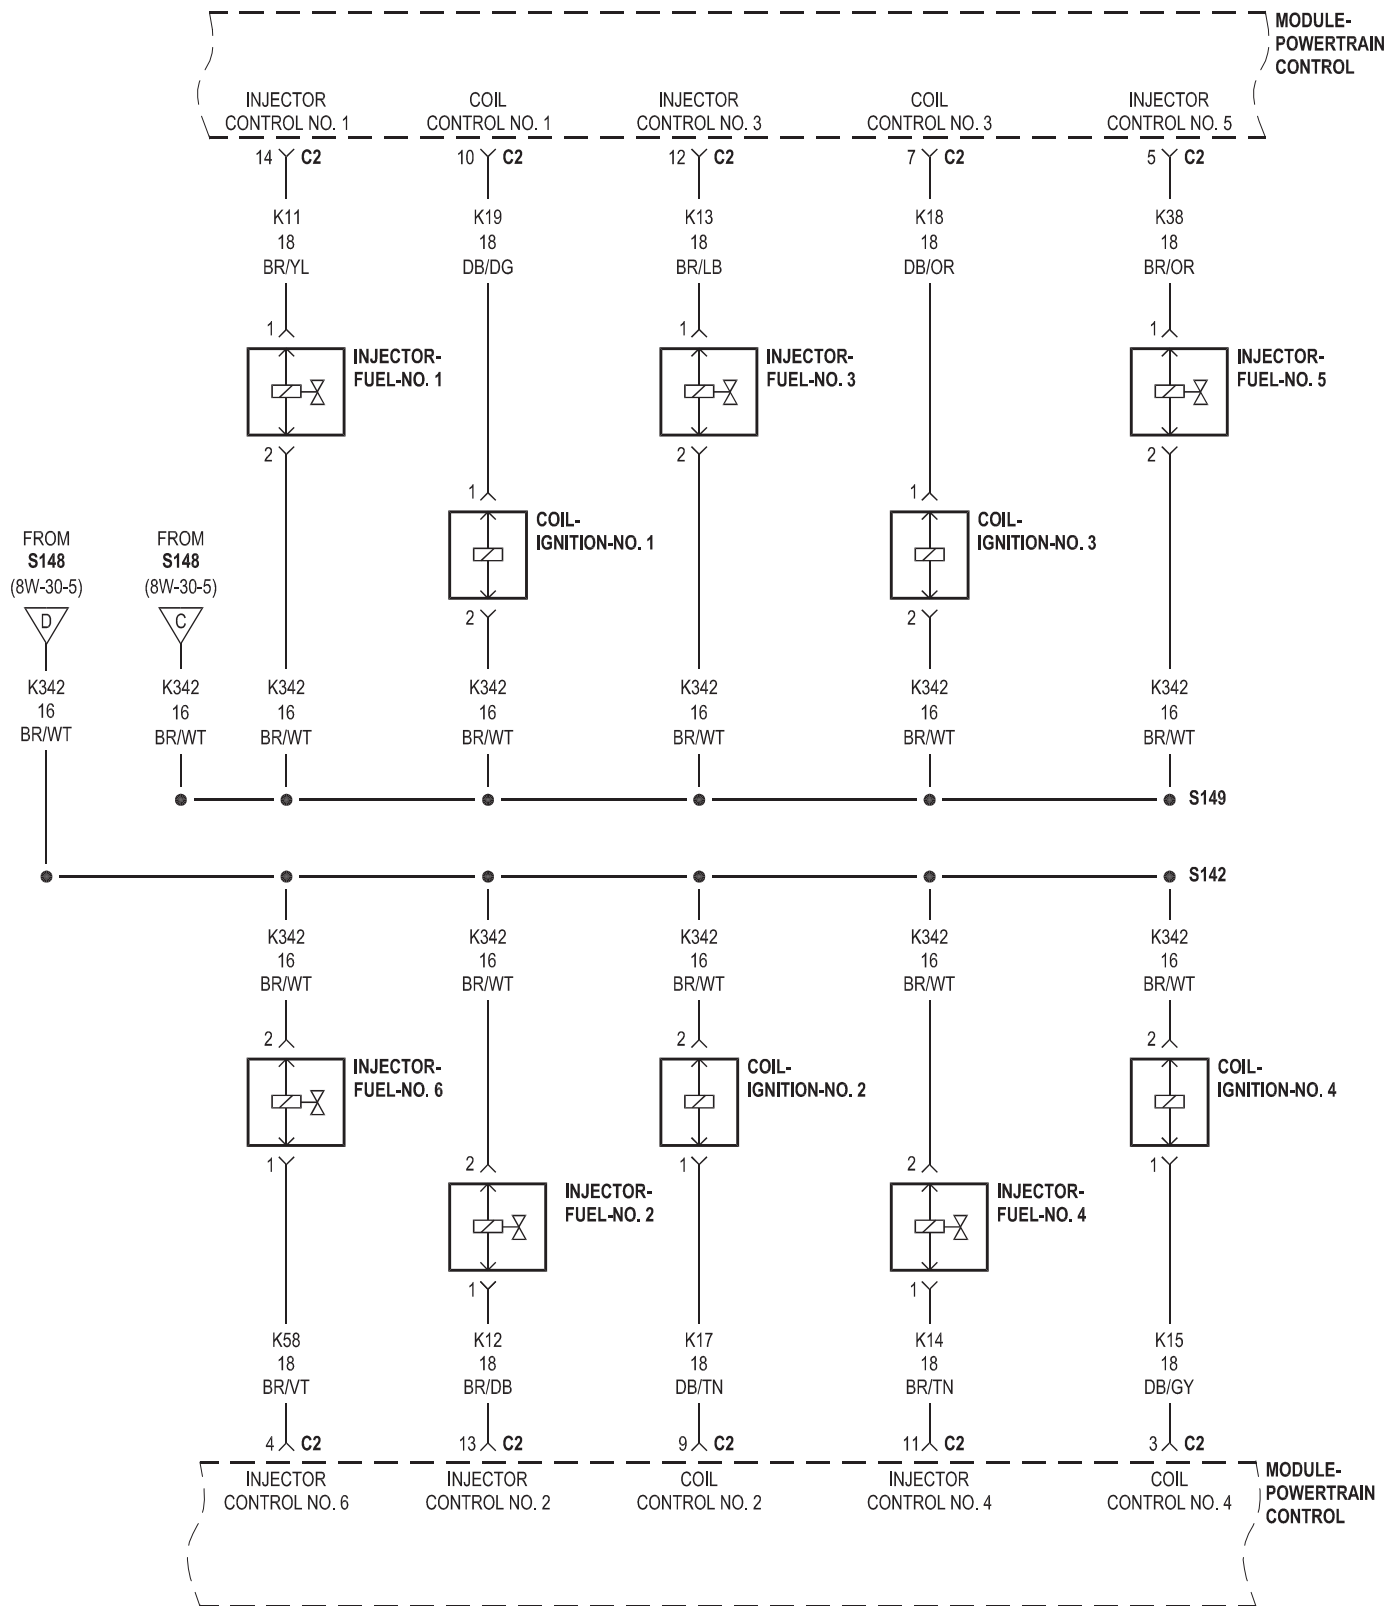 MODULE-
POWERTRAIN
CONTROL
INJECTOR
CONTROL NO. 1
COIL
CONTROL NO. 1
INJECTOR
CONTROL NO. 3
COIL
CONTROL NO. 3
INJECTOR
CONTROL NO. 5
14 C2
10 C2
12 C2
7 C2
5 C2
K11
18
BR/YL
K19
18
DB/DG
K13
18
BR/LB
K18
18
DB/OR
K38
18
BR/OR
1
INJECTOR-
FUEL-NO. 1
2
1
INJECTOR-
FUEL-NO. 3
2
1
INJECTOR-
FUEL-NO. 5
2
1
COIL-
IGNITION-NO. 1
2
1
COIL-
IGNITION-NO. 3
2
FROM
S148
(8W-30-5)
D
FROM
S148
(8W-30-5)
C
K342
16
BR/WT
K342
16
BR/WT
K342
16
BR/WT
K342
16
BR/WT
K342
16
BR/WT
K342
16
BR/WT
K342
16
BR/WT
S149
S142
K342
16
BR/WT
K342
16
BR/WT
K342
16
BR/WT
K342
16
BR/WT
K342
16
BR/WT
2
INJECTOR-
FUEL-NO. 6
1
2
COIL-
IGNITION-NO. 2
1
2
COIL-
IGNITION-NO. 4
1
2
INJECTOR-
FUEL-NO. 2
1
2
INJECTOR-
FUEL-NO. 4
1
K58
18
BR/VT
K12
18
BR/DB
K17
18
DB/TN
K14
18
BR/TN
K15
18
DB/GY
4 C2
13 C2
9 C2
11 C2
3 C2
INJECTOR
CONTROL NO. 6
INJECTOR
CONTROL NO. 2
COIL
CONTROL NO. 2
INJECTOR
CONTROL NO. 4
COIL
CONTROL NO. 4
MODULE-
POWERTRAIN
CONTROL